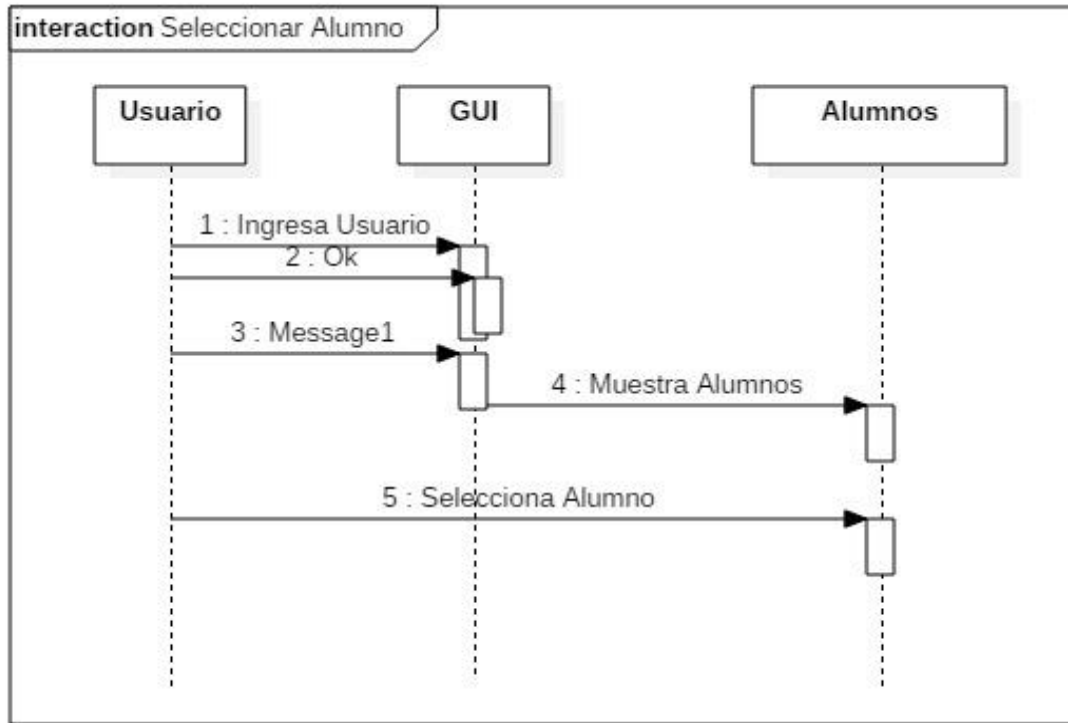 interaction Seleccionar Alumno
Usuario
GUI
Alumnos
1 : Ingresa Usuario
2 : Ok
3 : Message1
4 : Muestra Alumnos
5 : Selecciona Alumno